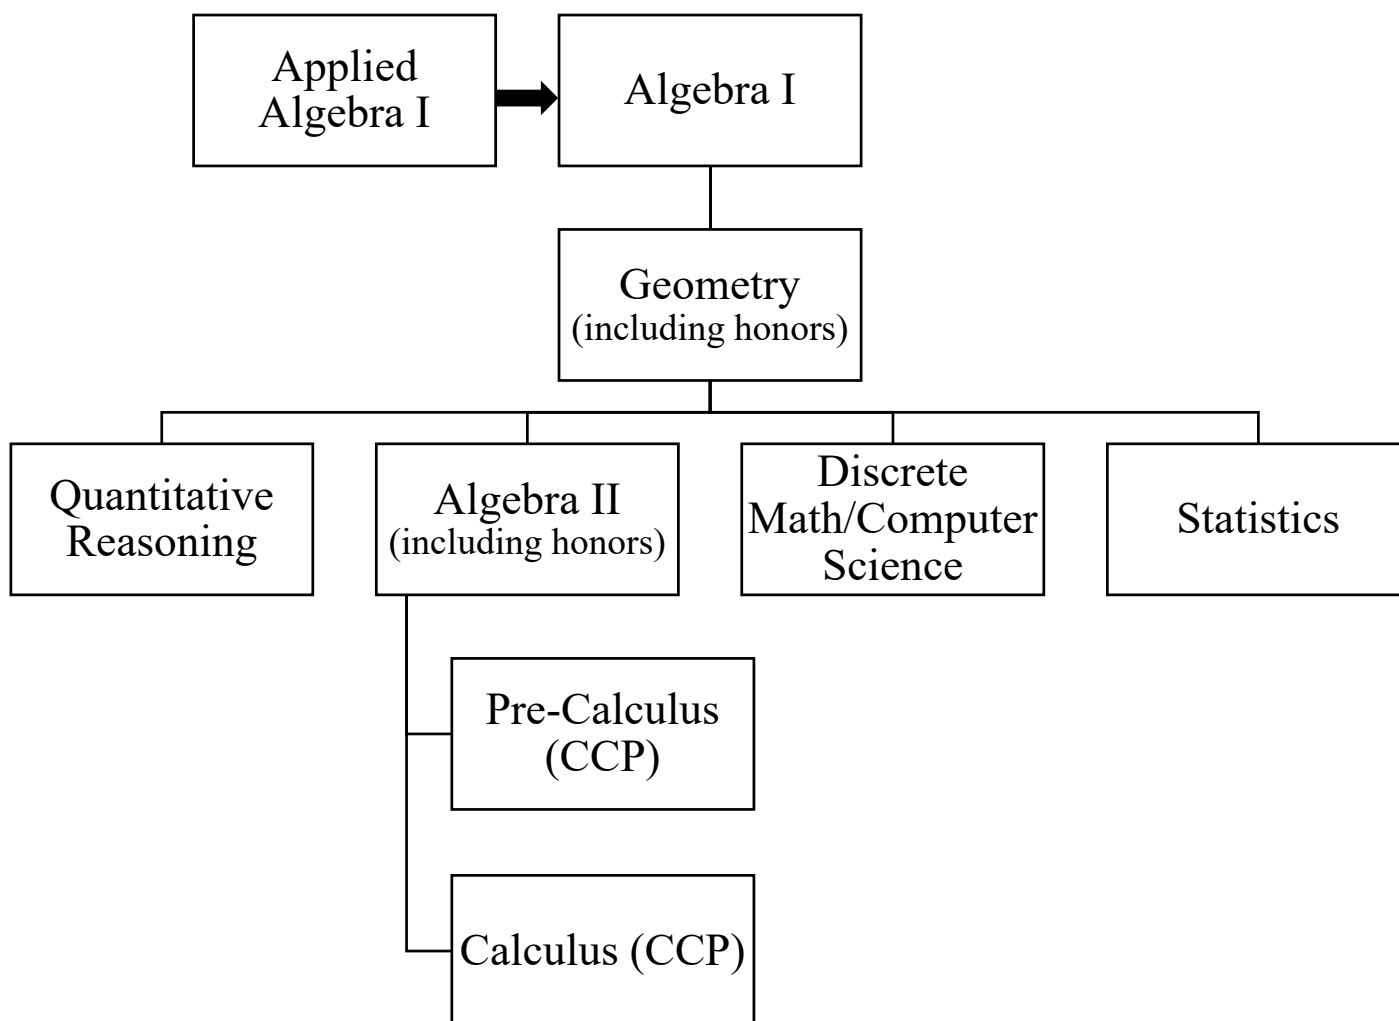 Applied
Algebra I
Algebra I
Geometry
(including honors)
Quantitative
Reasoning
Algebra II
(including honors)
Discrete
Math/Computer
Science
Statistics
Pre-Calculus
(CCP)
Calculus (CCP)